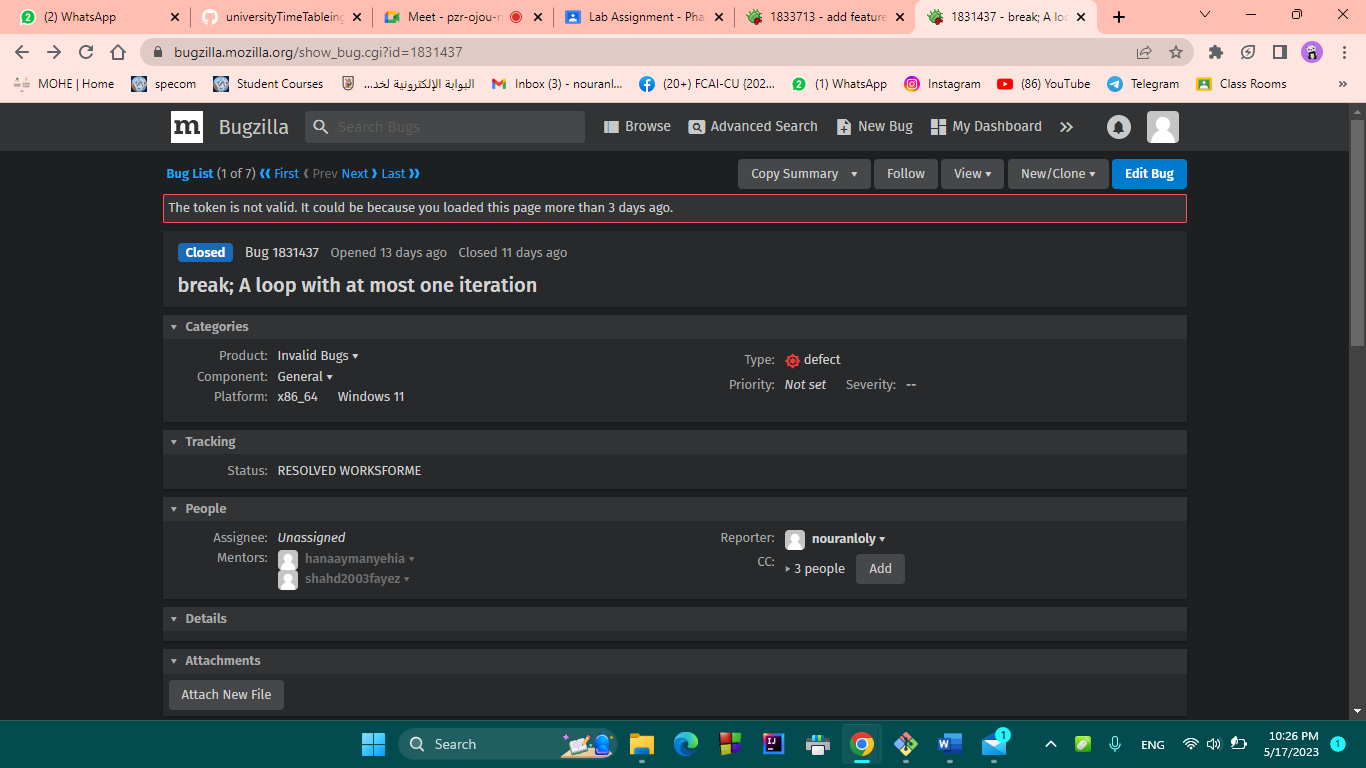 (2) WhatsApp
universityTimeTableing
Meet - pzr-ojou-
Lab Assignment - Pha
1833713 - add feature
1831437 - break; A loo
bugzilla.mozilla.org/show_bug.cgi?id=1831437
MOHE | Home
specom
Student Courses
البوابة الإلكترونية لخد...
Inbox (3) - nouranl...
(20+) FCAI-CU {202...
(1) WhatsApp
Instagram
(86) YouTube
Telegram
Class Rooms
m Bugzilla
Search Bugs
Browse
Advanced Search
New Bug
My Dashboard
Bug List (1 of 7) ⟪ First ⟨ Prev Next ⟩ Last ⟫
Copy Summary
Follow
View
New/Clone
Edit Bug
The token is not valid. It could be because you loaded this page more than 3 days ago.
Closed Bug 1831437 Opened 13 days ago Closed 11 days ago
break; A loop with at most one iteration
Categories
Product: Invalid Bugs
Component: General
Platform: x86_64 Windows 11
Type: defect
Priority: Not set Severity: --
Tracking
Status: RESOLVED WORKSFORME
People
Assignee: Unassigned
Mentors: hanaaymanyehia
shahd2003fayez
Reporter: nouranloly
CC: 3 people Add
Details
Attachments
Attach New File
Search
ENG
10:26 PM
5/17/2023
1
1